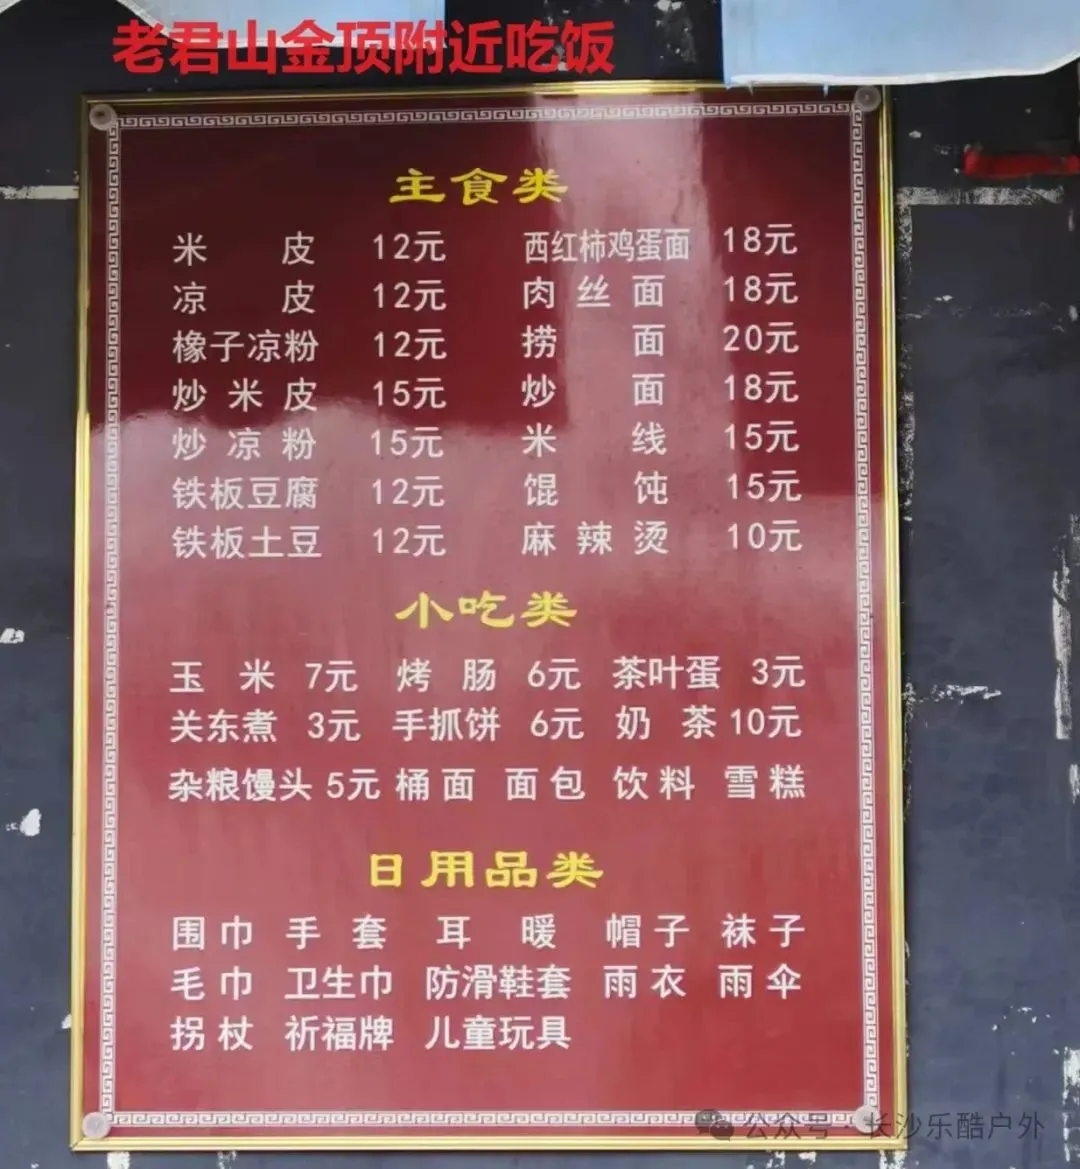 老君山金顶附近吃饭
主食类
米皮 12元 西红柿鸡蛋面 18元
凉皮 12元 肉丝面 18元
橡子凉粉 12元 捞面 20元
炒米皮 15元 炒面 18元
炒凉粉 15元 米线 15元
铁板豆腐 12元 馄饨 15元
铁板土豆 12元 麻辣烫 10元
小吃类
玉米 7元 烤肠 6元 茶叶蛋 3元
关东煮 3元 手抓饼 6元 奶茶 10元
杂粮馒头 5元 桶面 面包 饮料 雪糕
日用品类
围巾 手套 耳暖 帽子 袜子
毛巾 卫生巾 防滑鞋套 雨衣 雨伞
拐杖 祈福牌 儿童玩具
公众号·长沙乐酷户外